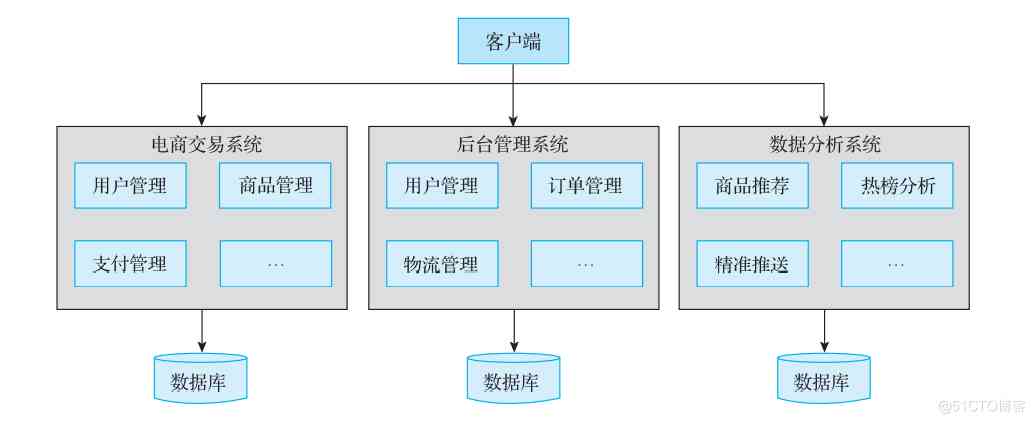 客户端
电商交易系统
用户管理
商品管理
支付管理
…
后台管理系统
用户管理
订单管理
物流管理
…
数据分析系统
商品推荐
热榜分析
精准推送
…
数据库
数据库
数据库
@51CTO博客